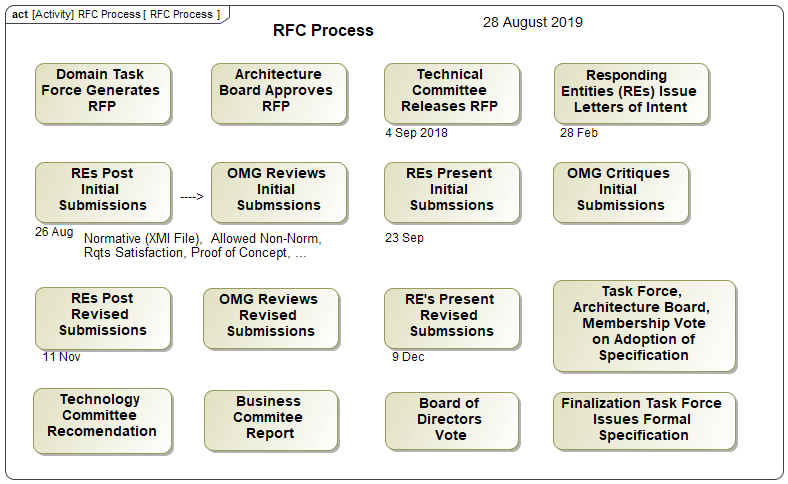 act [Activity] RFC Process [ RFC Process ]
RFC Process
28 August 2019
Domain Task
Force Generates
RFP
Architecture
Board Approves
RFP
Technical
Committee
Releases RFP
4 Sep 2018
Responding
Entities (REs) Issue
Letters of Intent
28 Feb
REs Post
Initial
Submissions
26 Aug
---->
OMG Reviews
Initial
Submssions
Normative (XMI File),  Allowed Non-Norm,
Rqts Satisfaction, Proof of Concept, ...
REs Present
Initial
Submssions
23 Sep
OMG Critiques
Initial
Submissions
REs Post
Revised
Submissions
11 Nov
OMG Reviews
Revised
Submissions
RE's Present
Revised
Submssions
9 Dec
Task Force,
Architecture Board,
Membership Vote
on Adoption of
Specification
Technology
Committee
Recomendation
Business
Commitee
Report
Board of
Directors
Vote
Finalization Task Force
Issues Formal
Specification